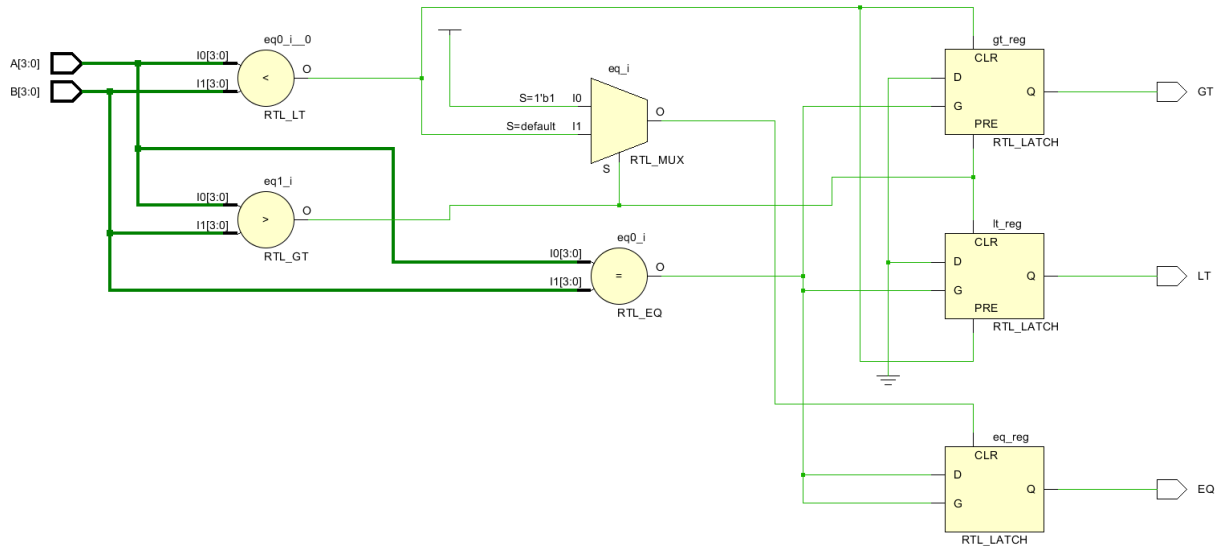 A[3:0]
B[3:0]
eq0_i__0
I0[3:0]
I1[3:0]
O
<
RTL_LT
eq1_i
I0[3:0]
I1[3:0]
O
>
RTL_GT
eq_i
S=1'b1
I0
S=default
I1
O
S
RTL_MUX
eq0_i
I0[3:0]
I1[3:0]
O
=
RTL_EQ
gt_reg
CLR
D
G
Q
PRE
RTL_LATCH
GT
lt_reg
CLR
D
G
Q
PRE
RTL_LATCH
LT
eq_reg
CLR
D
G
Q
RTL_LATCH
EQ